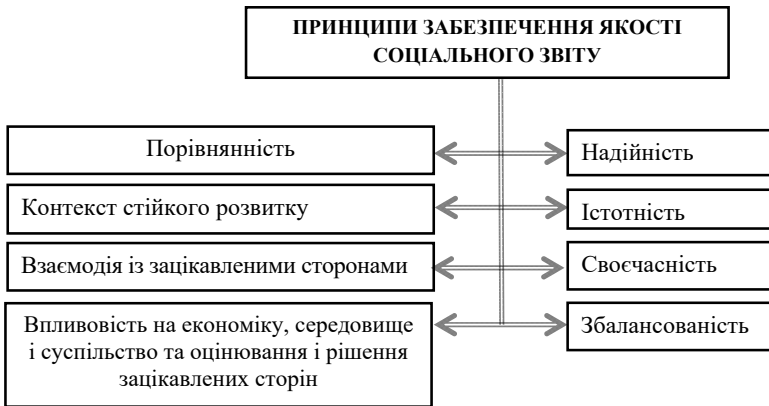 ПРИНЦИПИ ЗАБЕЗПЕЧЕННЯ ЯКОСТІ
СОЦІАЛЬНОГО ЗВІТУ
Порівнянність
Надійність
Контекст стійкого розвитку
Істотність
Взаємодія із зацікавленими сторонами
Своєчасність
Впливовість на економіку, середовище
і суспільство та оцінювання і рішення
зацікавлених сторін
Збалансованість